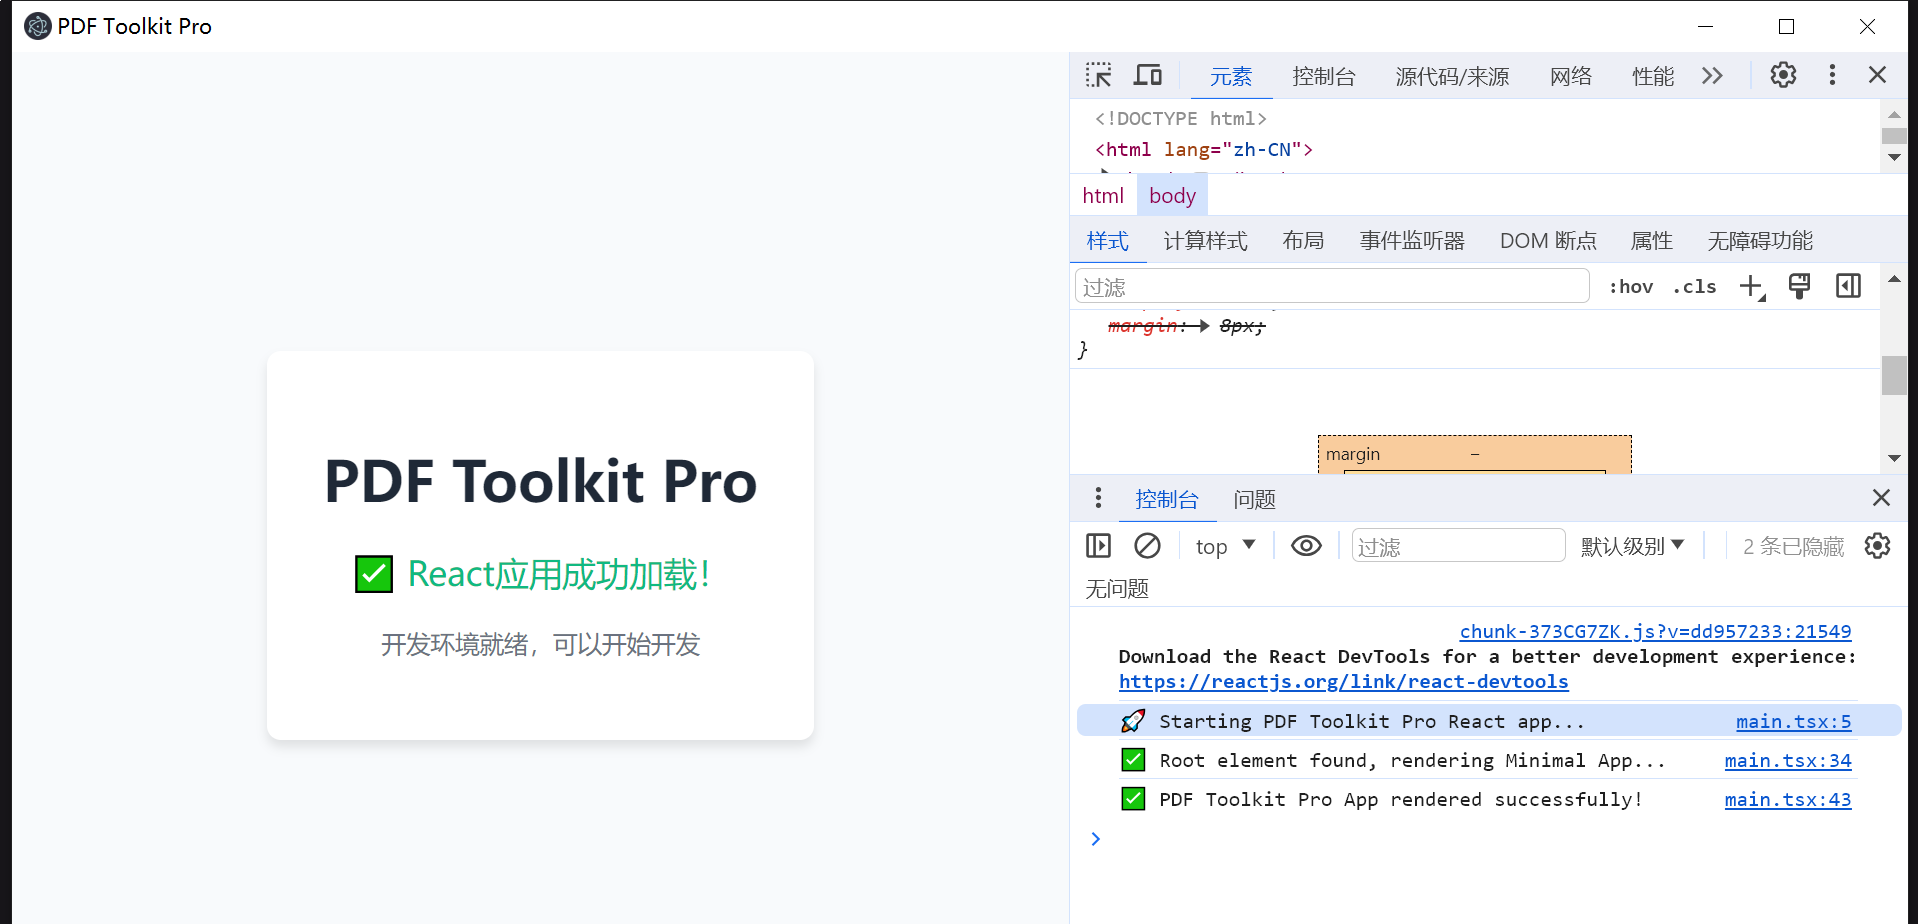 PDF Toolkit Pro
PDF Toolkit Pro
✅ React应用成功加载！
开发环境就绪，可以开始开发
元素 控制台 源代码/来源 网络 性能
<!DOCTYPE html>
<html lang="zh-CN">
html body
样式 计算样式 布局 事件监听器 DOM 断点 属性 无障碍功能
过滤 :hov .cls
margin: 8px;
}
margin –
控制台 问题
top 过滤 默认级别 2 条已隐藏
无问题
chunk-373CG7ZK.js?v=dd957233:21549
Download the React DevTools for a better development experience:
https://reactjs.org/link/react-devtools
🚀 Starting PDF Toolkit Pro React app... main.tsx:5
✅ Root element found, rendering Minimal App... main.tsx:34
✅ PDF Toolkit Pro App rendered successfully! main.tsx:43